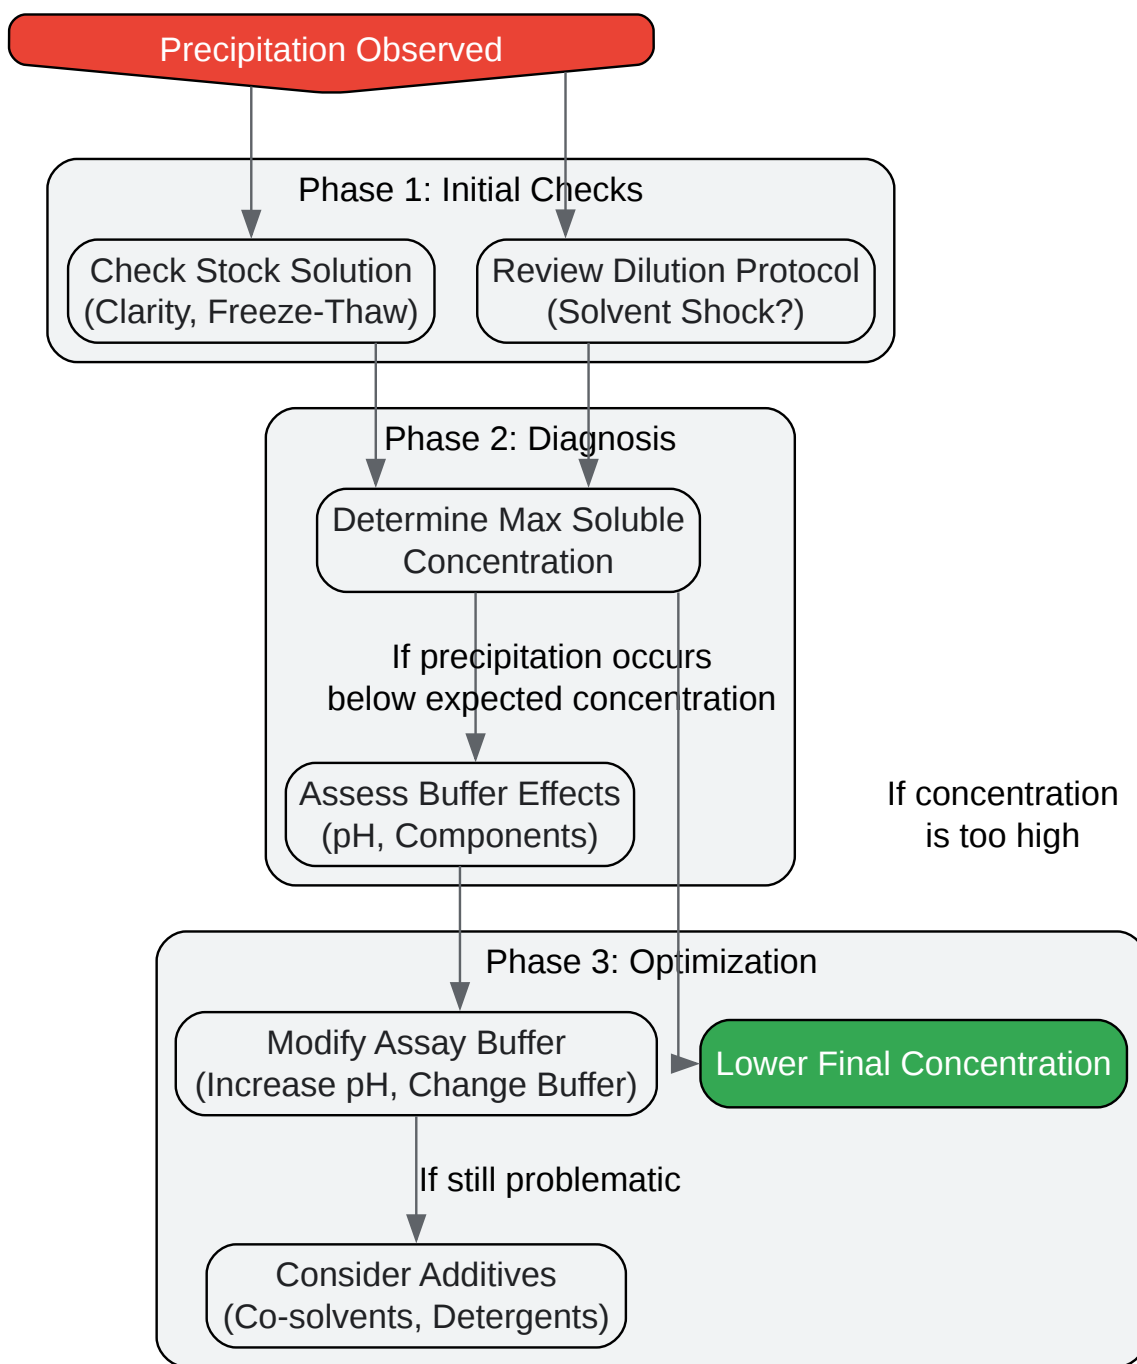 Precipitation Observed
Phase 1: Initial Checks
Check Stock Solution
(Clarity, Freeze-Thaw)
Review Dilution Protocol
(Solvent Shock?)
Phase 2: Diagnosis
Determine Max Soluble
Concentration
If precipitation occurs
below expected concentration
Assess Buffer Effects
(pH, Components)
If concentration
is too high
Phase 3: Optimization
Modify Assay Buffer
(Increase pH, Change Buffer)
Lower Final Concentration
If still problematic
Consider Additives
(Co-solvents, Detergents)